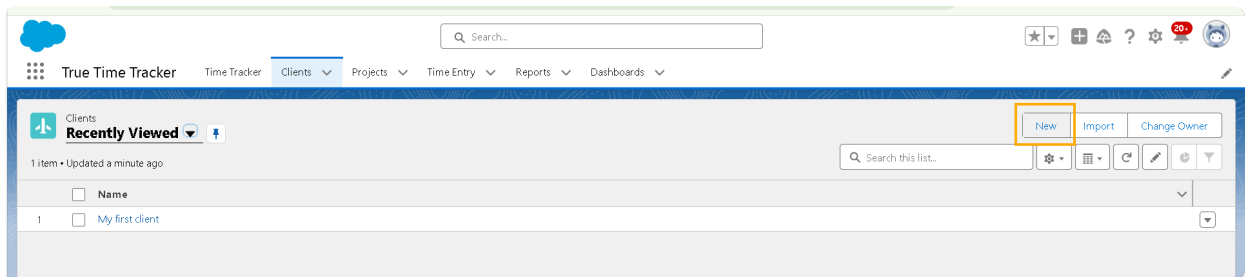 Search...
20+
True Time Tracker Time Tracker Clients Projects Time Entry Reports Dashboards
Clients
Recently Viewed
New Import Change Owner
1 item • Updated a minute ago
Search this list...
Name
1 My first client